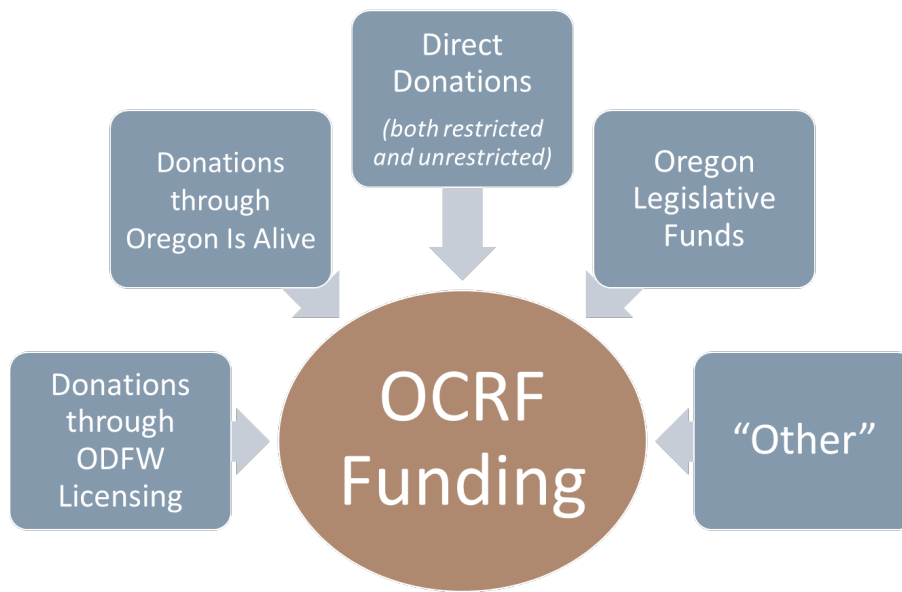 Direct
Donations
(both restricted
and unrestricted)
Donations
through
Oregon Is Alive
Oregon
Legislative
Funds
Donations
through
ODFW
Licensing
OCRF
Funding
“Other”